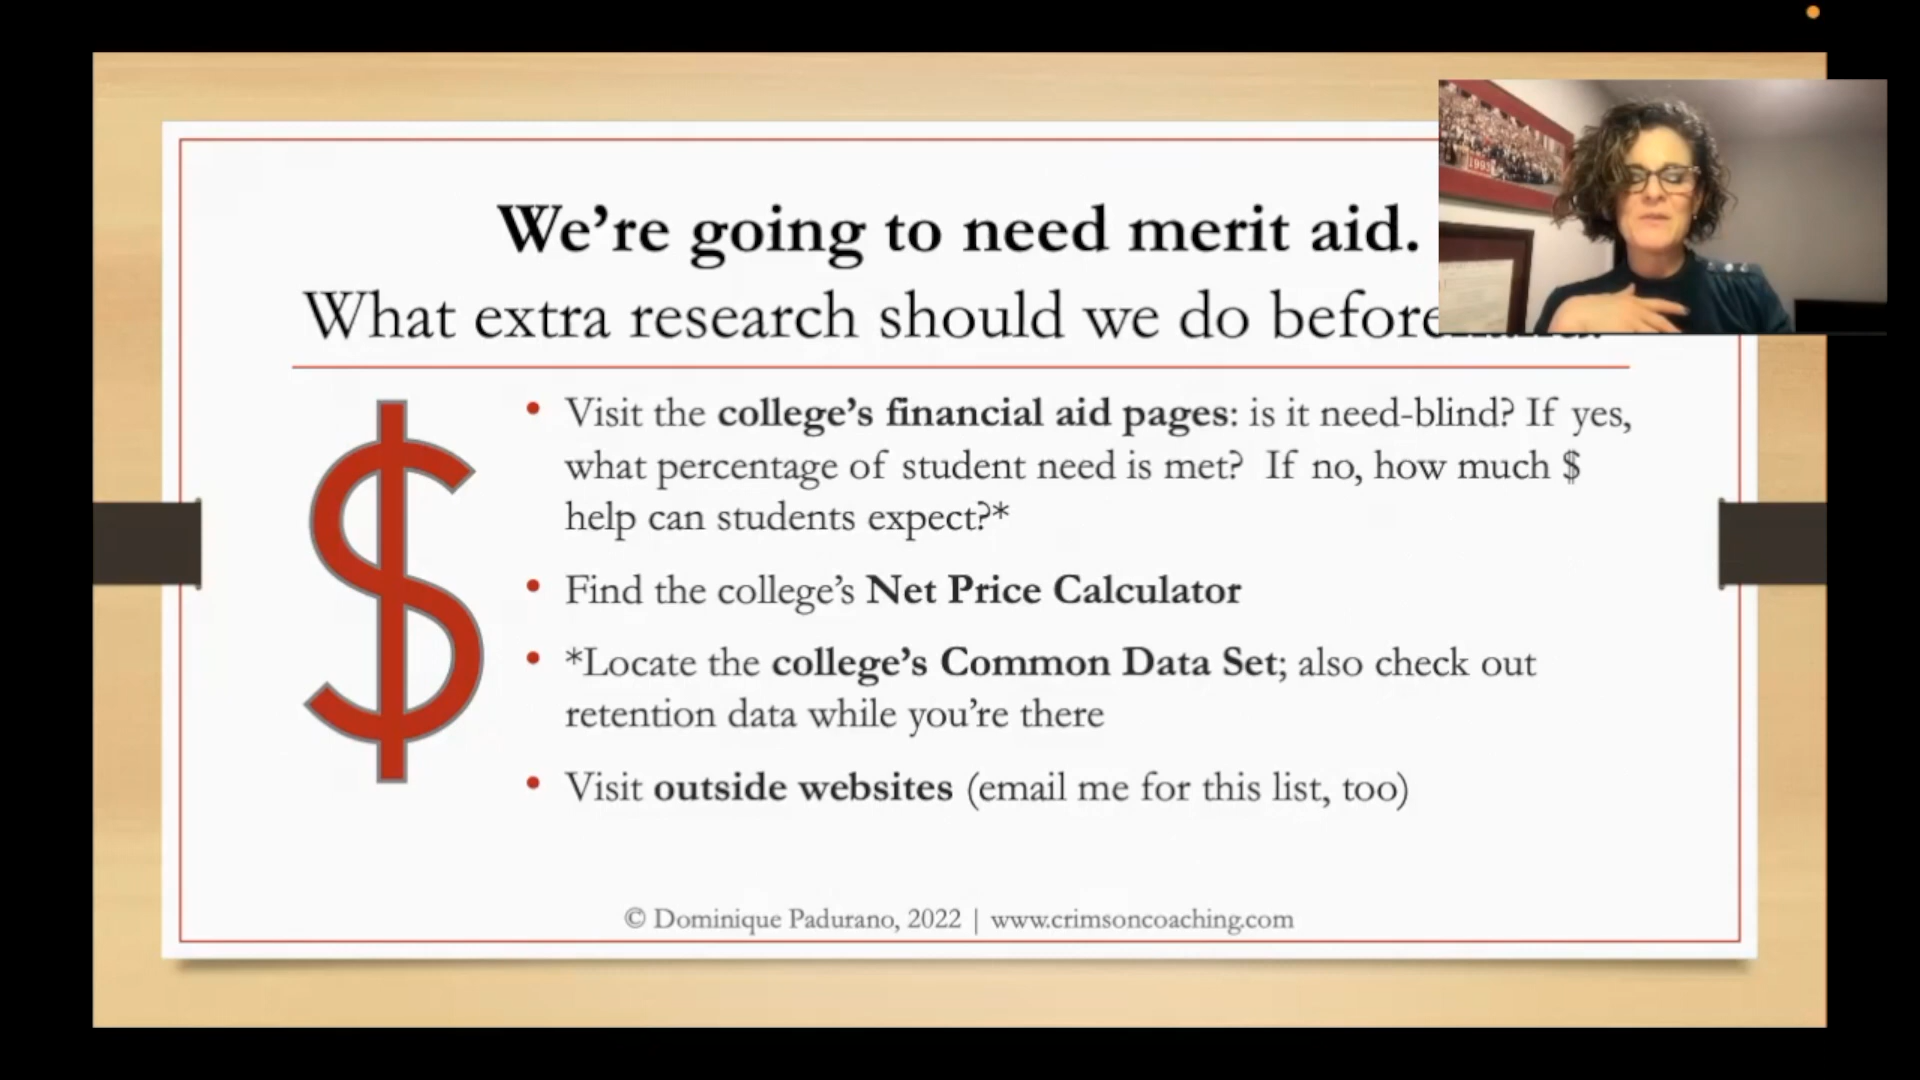 We're going to need merit aid.
What extra research should we do before
• Visit the college's financial aid pages: is it need-blind? If yes,
what percentage of student need is met? If no, how much $
help can students expect?*
• Find the college's Net Price Calculator
• *Locate the college's Common Data Set; also check out
retention data while you're there
• Visit outside websites (email me for this list, too)
© Dominique Padurano, 2022 | www.crimsoncoaching.com